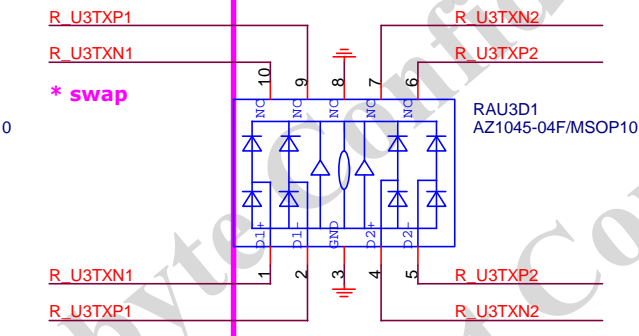 R_U3TXP1
R_U3TXN2
R_U3TXN1
R_U3TXP2
* swap
10 9 8 7 6
NC NC NC NC NC
RAU3D1
AZ1045-04F/MSOP10
0
D1+ D1- GND D2+ D2-
1 2 3 4 5
R_U3TXN1
R_U3TXP2
R_U3TXP1
R_U3TXN2